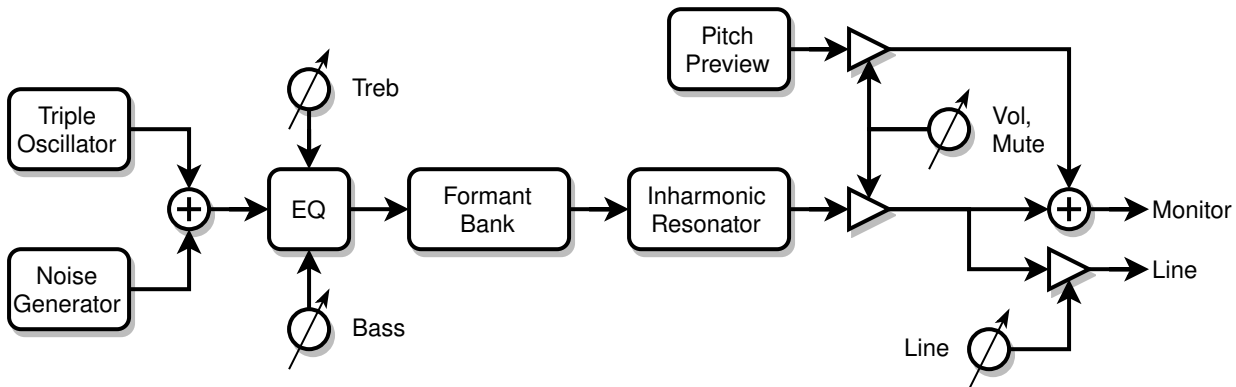 Pitch
Preview
Treb
Vol,
Mute
Triple
Oscillator
EQ
Formant
Bank
Inharmonic
Resonator
Monitor
Noise
Generator
Line
Bass
Line